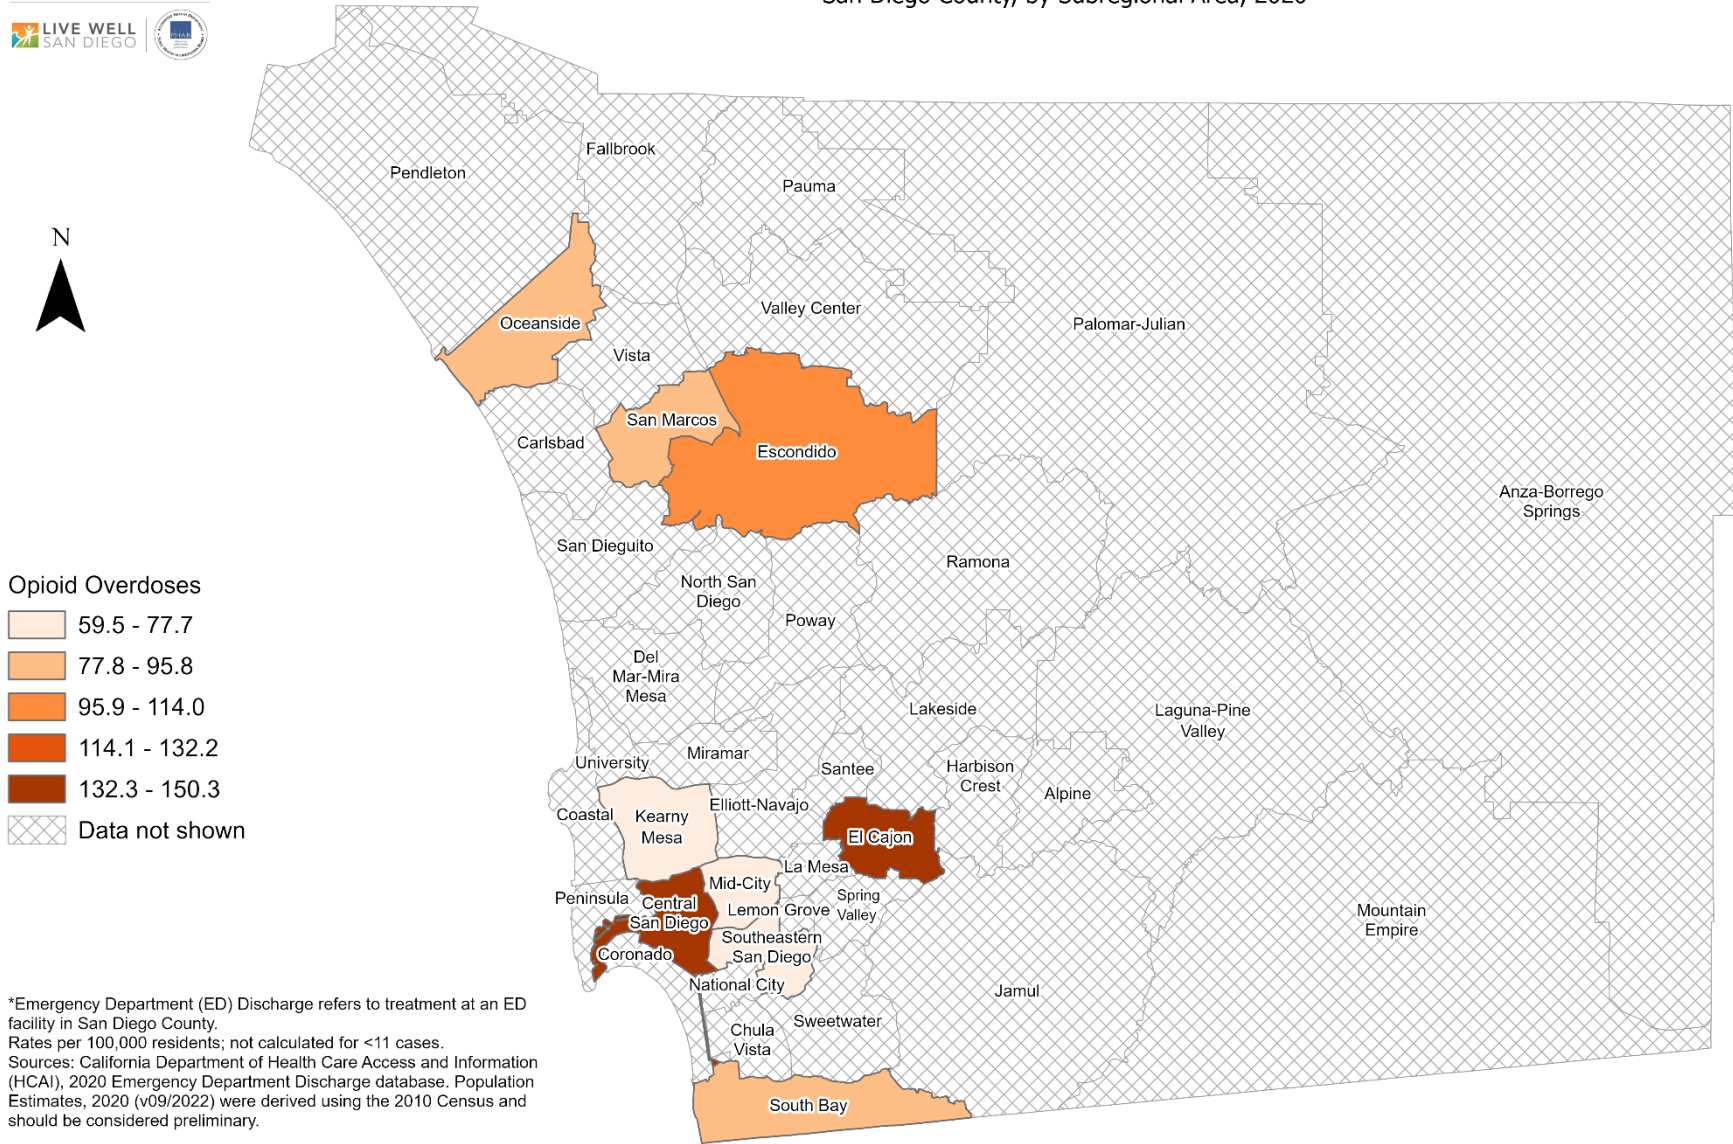 San Diego County, by Subregional Area, 2020
LIVE WELL
SAN DIEGO
PHAB
N
Fallbrook
Pendleton
Pauma
Oceanside
Valley Center
Palomar-Julian
Vista
San Marcos
Carlsbad
Escondido
Anza-Borrego
Springs
San Dieguito
Ramona
North San
Diego
Poway
Del
Mar-Mira
Mesa
Lakeside
Laguna-Pine
Valley
Miramar
University
Santee
Harbison
Crest
Alpine
Coastal
Kearny
Mesa
Elliott-Navajo
El Cajon
La Mesa
Mid-City
Peninsula
Central
San Diego
Lemon Grove
Spring
Valley
Mountain
Empire
Southeastern
San Diego
Coronado
National City
Jamul
Sweetwater
Chula
Vista
South Bay
Opioid Overdoses
59.5 - 77.7
77.8 - 95.8
95.9 - 114.0
114.1 - 132.2
132.3 - 150.3
Data not shown
*Emergency Department (ED) Discharge refers to treatment at an ED
facility in San Diego County.
Rates per 100,000 residents; not calculated for <11 cases.
Sources: California Department of Health Care Access and Information
(HCAI), 2020 Emergency Department Discharge database. Population
Estimates, 2020 (v09/2022) were derived using the 2010 Census and
should be considered preliminary.